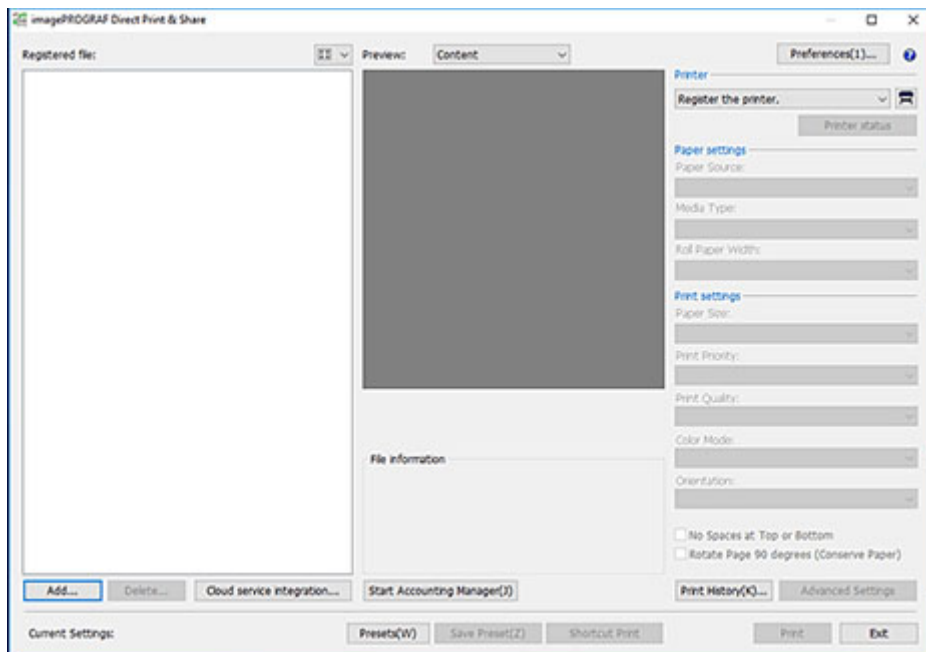 imagePROGRAF Direct Print & Share
Registered file:
Preview: Content
Preferences(1)...
Printer
Register the printer.
Printer status
Paper settings
Paper Source:
Media Type:
Roll Paper Width:
Print settings
Paper Size:
Print Priority:
Print Quality:
Color Mode:
Orientation:
File information
No Spaces at Top or Bottom
Rotate Page 90 degrees (Conserve Paper)
Add... Delete... Cloud service integration... Start Accounting Manager(J) Print History(K)... Advanced Settings
Current Settings: Presets(W) Save Preset(Z) Shortcut Print Print Exit